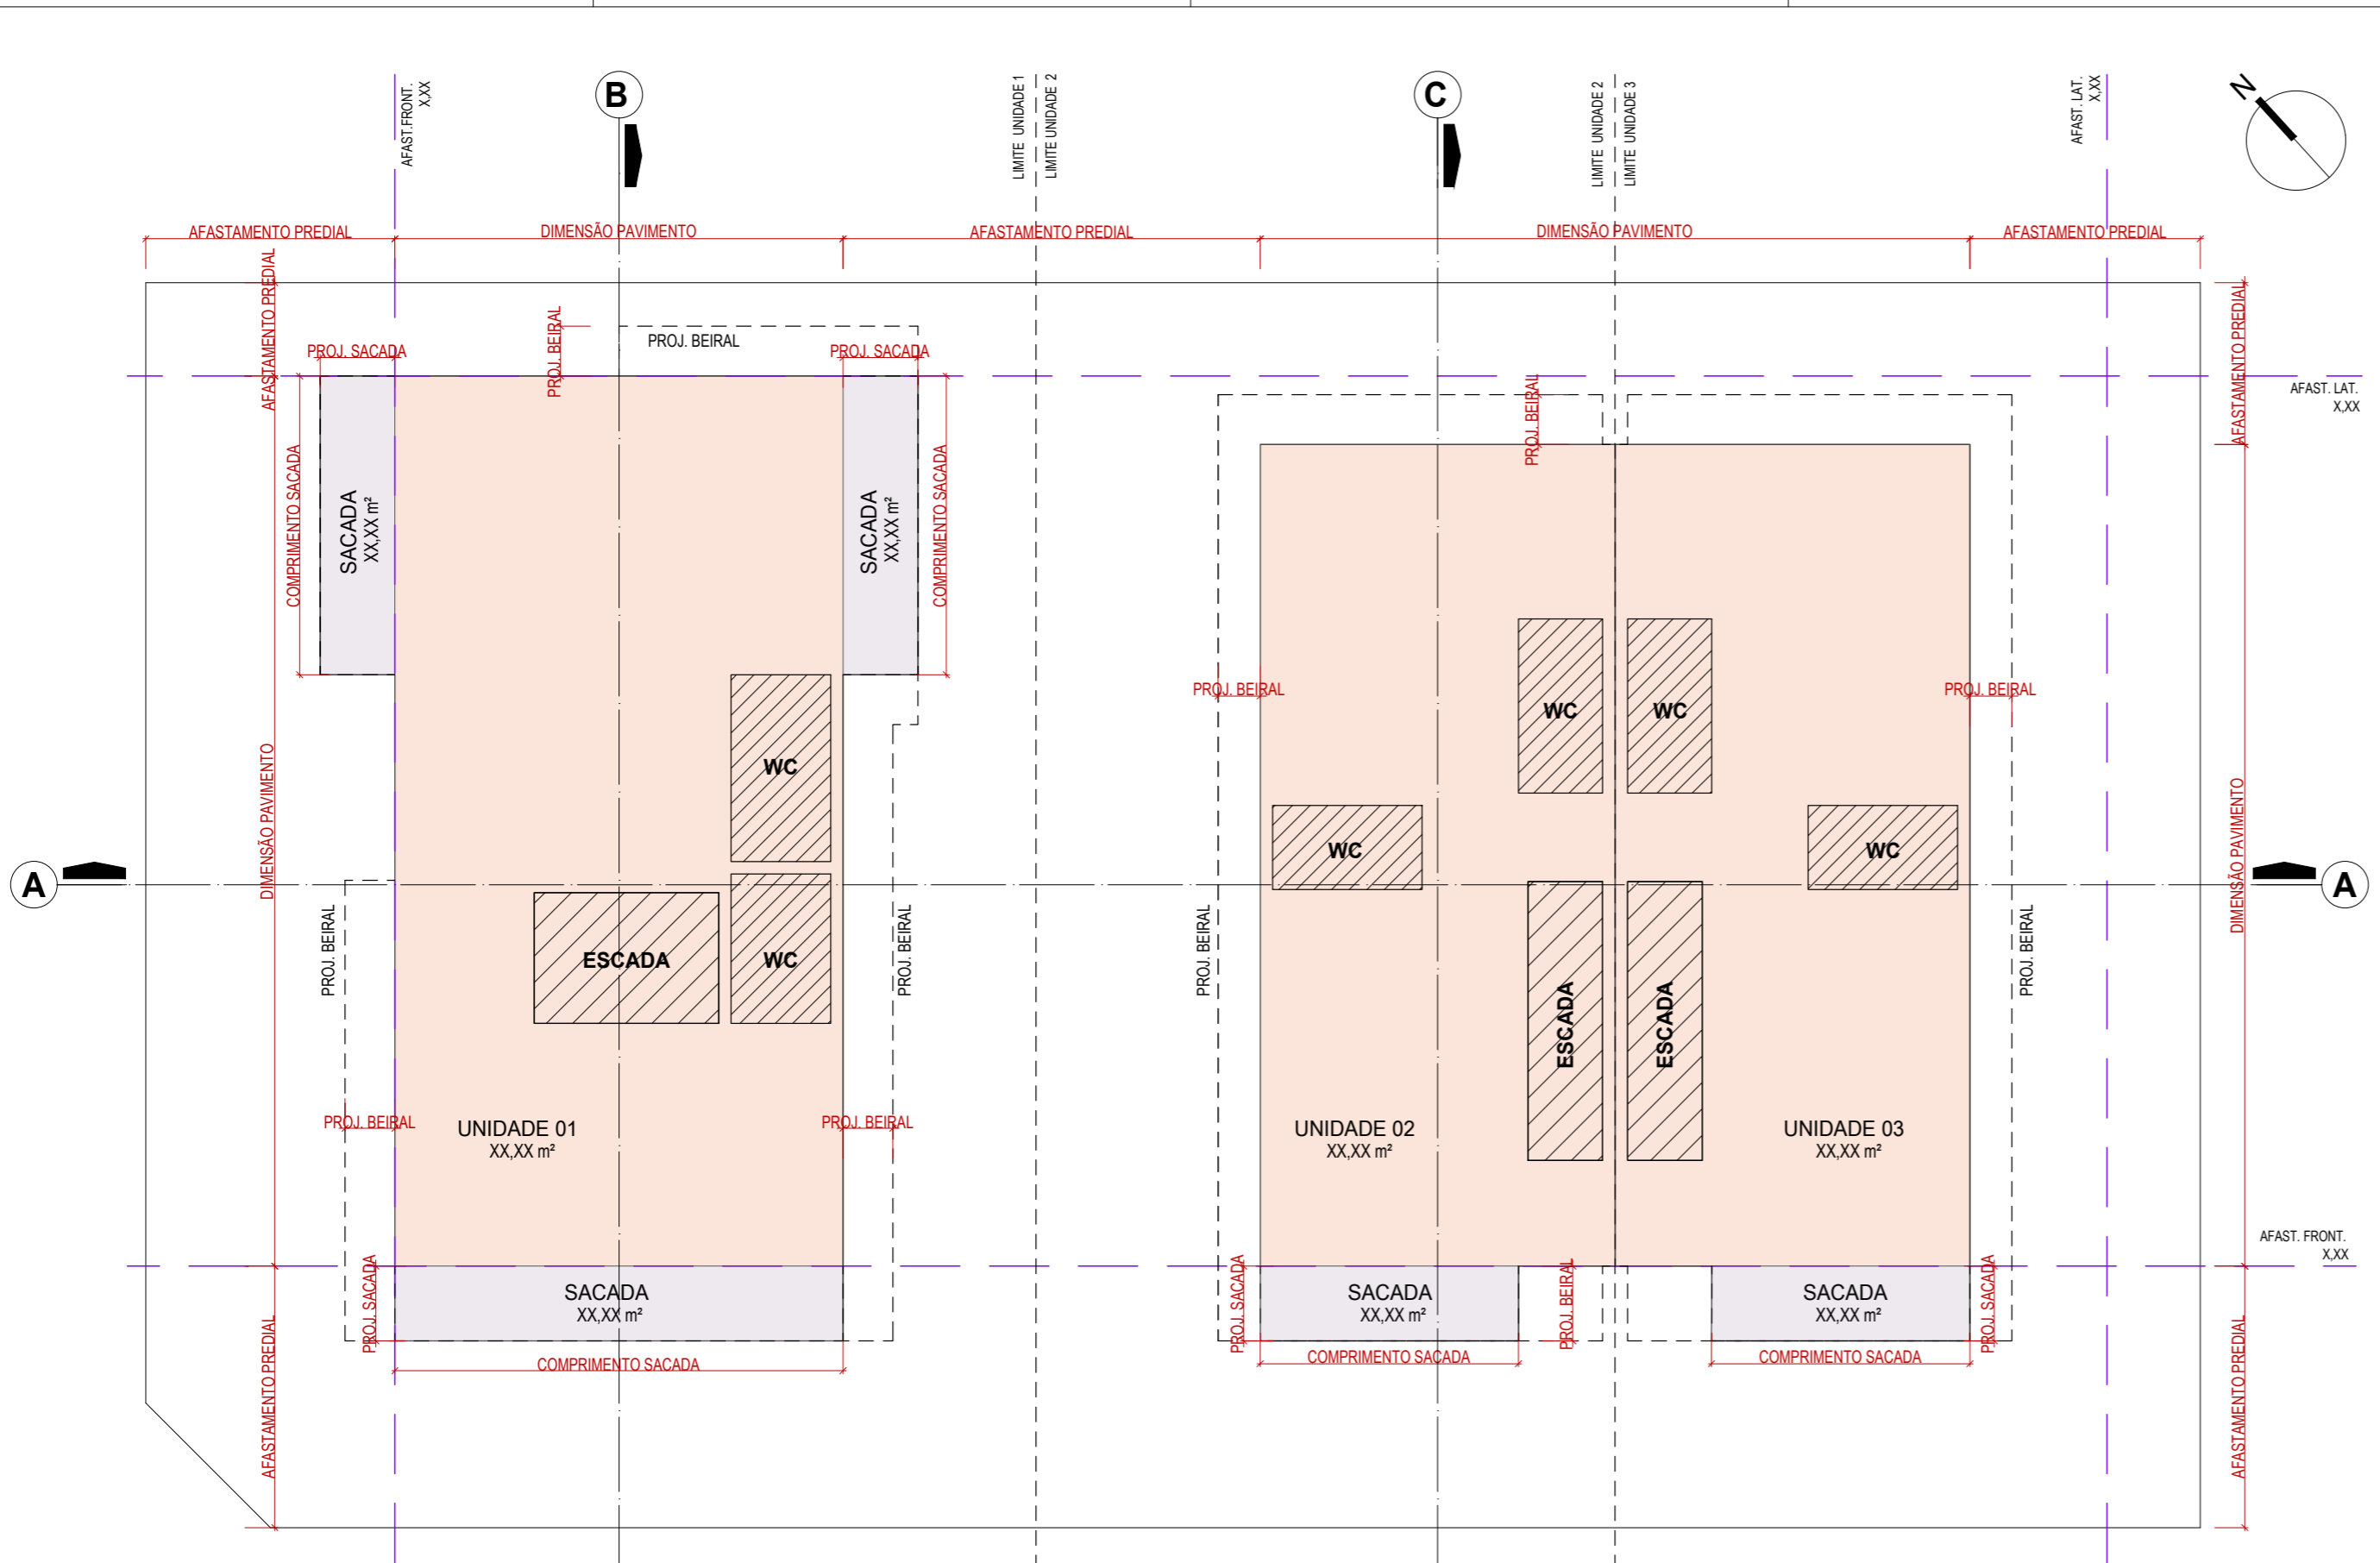 AFAST.FRONT.
X,XX
B
LIMITE UNIDADE 1
LIMITE UNIDADE 2
C
LIMITE UNIDADE 2
LIMITE UNIDADE 3
AFAST. LAT.
X,XX
N
AFASTAMENTO PREDIAL
DIMENSÃO PAVIMENTO
AFASTAMENTO PREDIAL
DIMENSÃO PAVIMENTO
AFASTAMENTO PREDIAL
AFASTAMENTO PREDIAL
PROJ. SACADA
PROJ. BEIRAL
PROJ. BEIRAL
PROJ. SACADA
PROJ. BEIRAL
AFASTAMENTO PREDIAL
AFAST. LAT.
X,XX
COMPRIMENTO SACADA
SACADA
XX,XX m²
SACADA
XX,XX m²
COMPRIMENTO SACADA
PROJ. BEIRAL
PROJ. BEIRAL
WC
WC
WC
WC
WC
DIMENSÃO PAVIMENTO
DIMENSÃO PAVIMENTO
A
A
PROJ. BEIRAL
ESCADA
WC
PROJ. BEIRAL
PROJ. BEIRAL
ESCADA
ESCADA
PROJ. BEIRAL
PROJ. BEIRAL
UNIDADE 01
XX,XX m²
PROJ. BEIRAL
UNIDADE 02
XX,XX m²
UNIDADE 03
XX,XX m²
AFAST. FRONT.
X,XX
PROJ. SACADA
SACADA
XX,XX m²
PROJ. SACADA
SACADA
XX,XX m²
PROJ. BEIRAL
SACADA
XX,XX m²
PROJ. SACADA
COMPRIMENTO SACADA
COMPRIMENTO SACADA
COMPRIMENTO SACADA
AFASTAMENTO PREDIAL
AFASTAMENTO PREDIAL